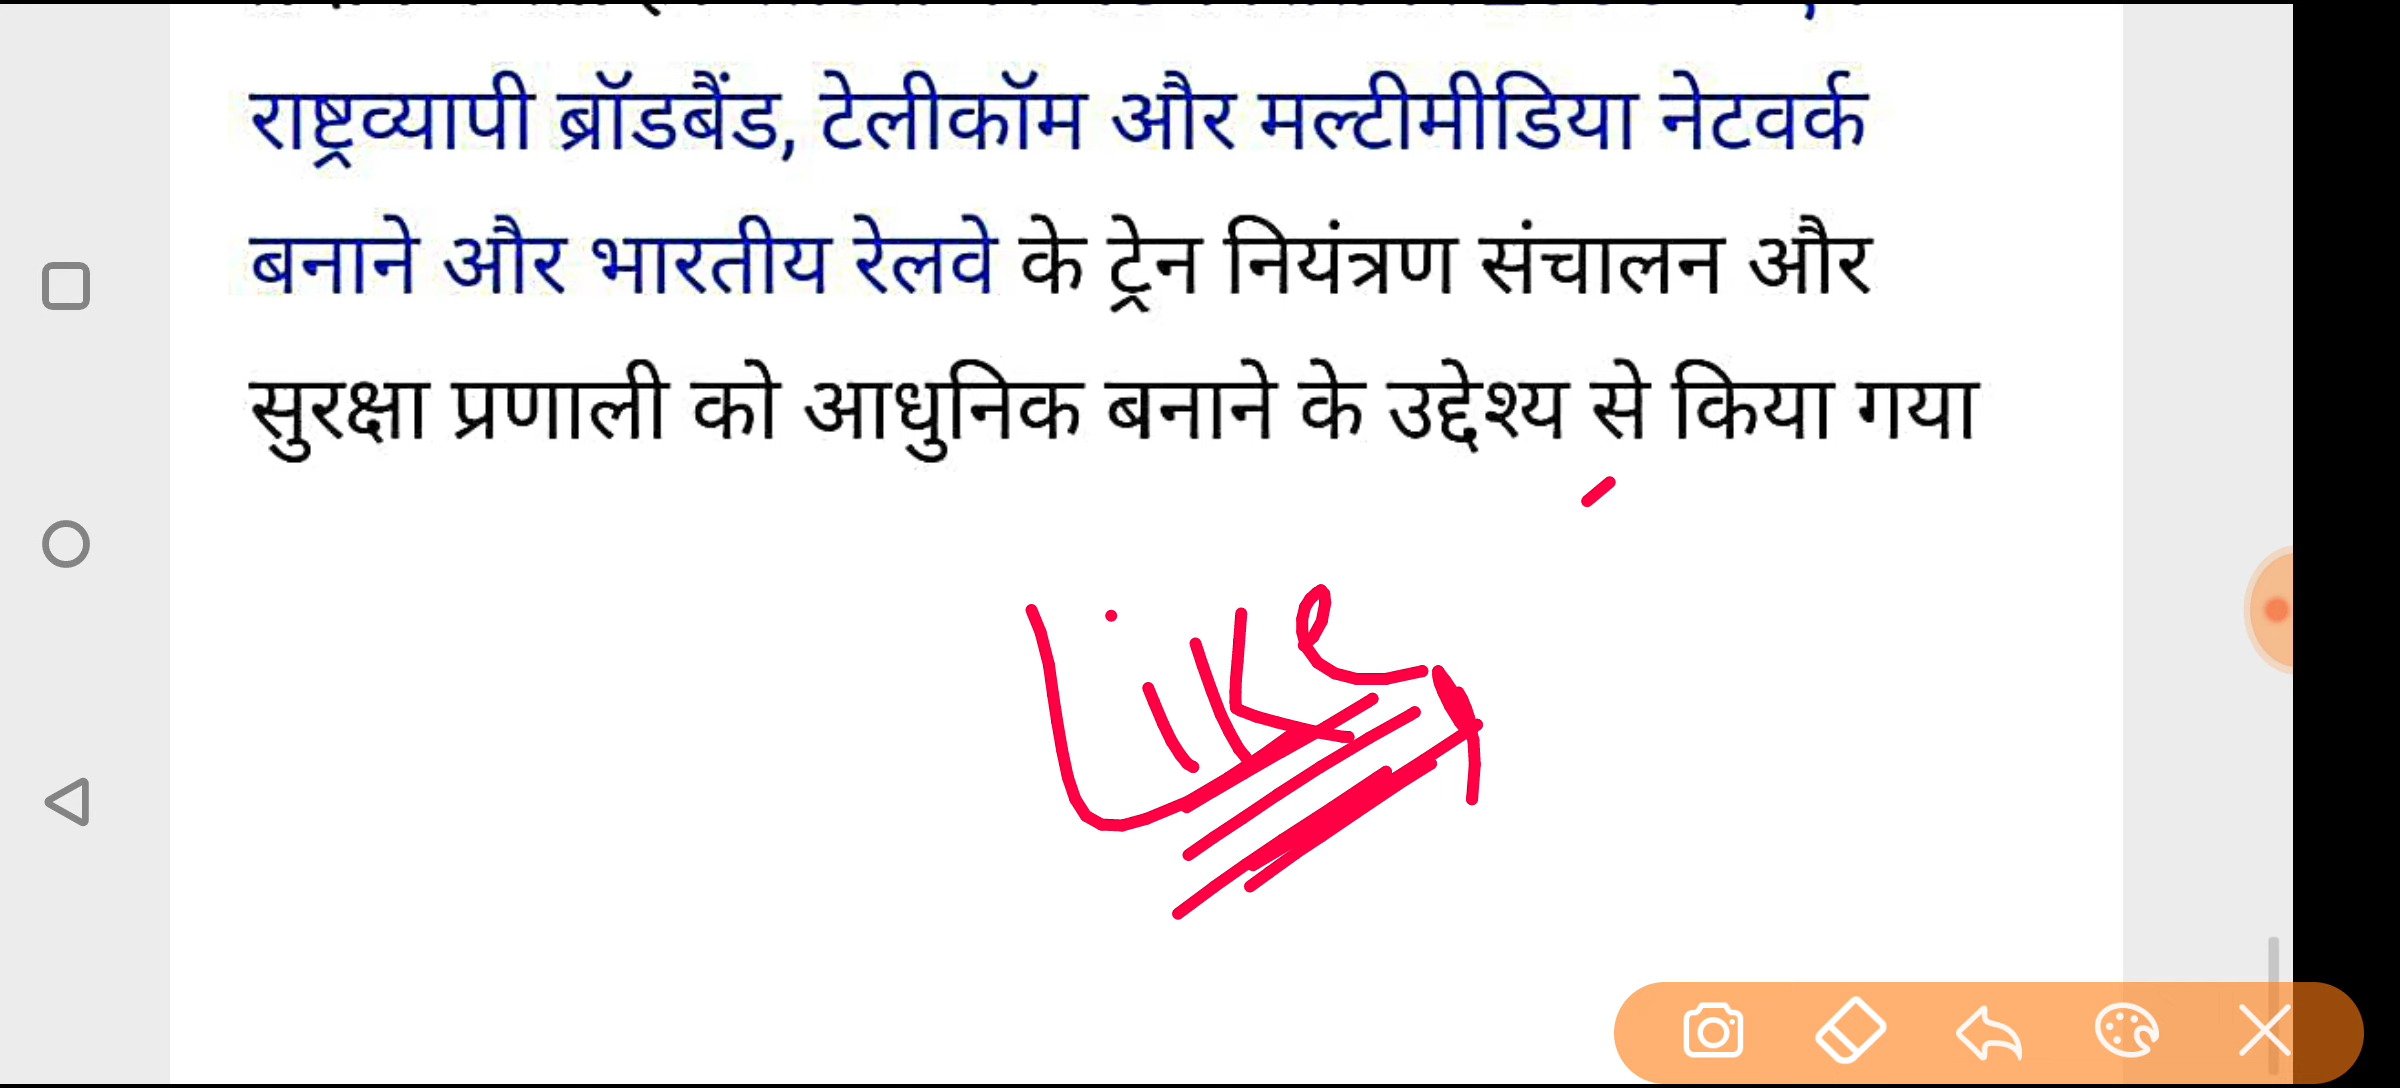 राष्ट्रव्यापी ब्रॉडबैंड, टेलीकॉम और मल्टीमीडिया नेटवर्क
बनाने और भारतीय रेलवे के ट्रेन नियंत्रण संचालन और
सुरक्षा प्रणाली को आधुनिक बनाने के उद्देश्य से किया गया
Like